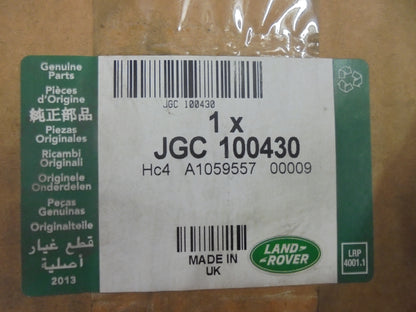 Genuine
Parts
Pièces
d'Origine
純正部品
Piezas
Originales
Ricambi
Originali
Originele
Onderdelen
Peças
Genuinas
Originalteile
قطع غيار
أصلية
2013
JGC 100430
1 x
JGC 100430
Hc4 A1059557 00009
MADE IN
UK
LAND
ROVER
LRP
4001.1